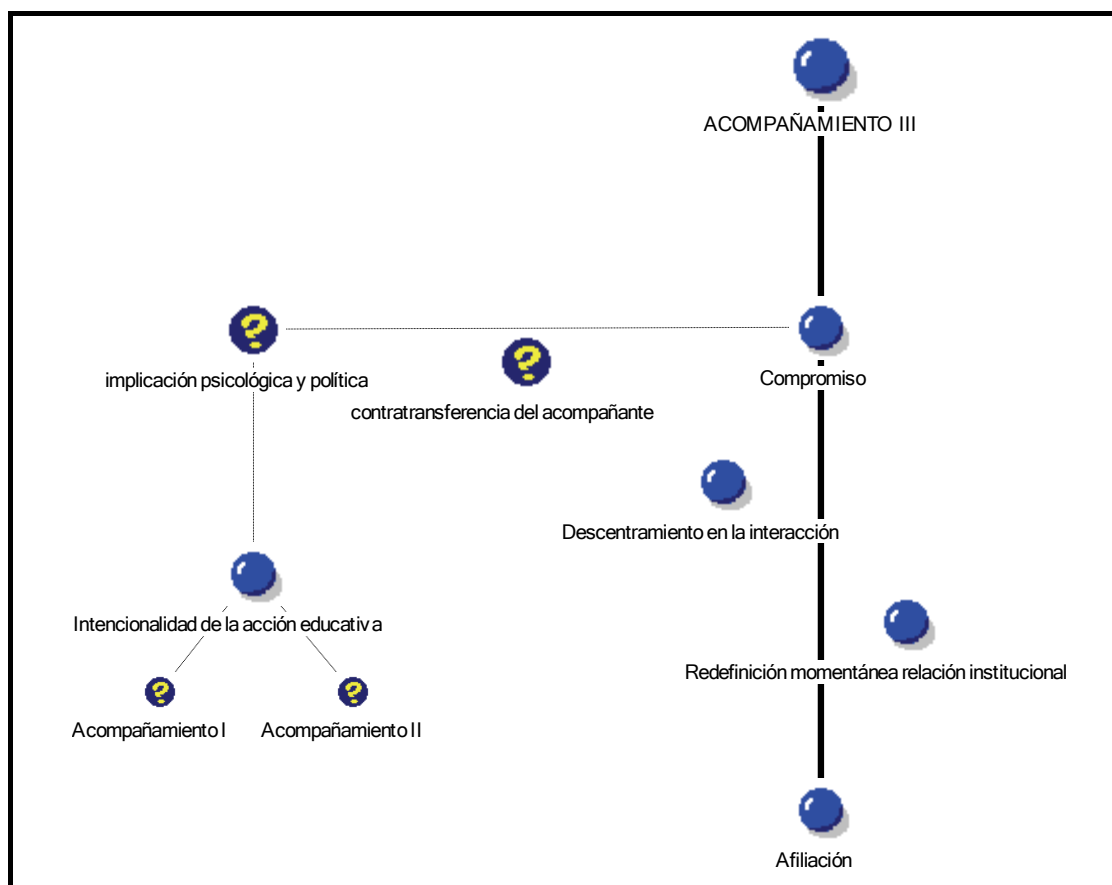 ACOMPAÑAMIENTO III
?
implicación psicológica y política
?
contratransferencia del acompañante
Compromiso
Descentramiento en la interacción
Intencionalidad de la acción educativa
Redefinición momentánea relación institucional
?
Acompañamiento I
?
Acompañamiento II
Afiliación